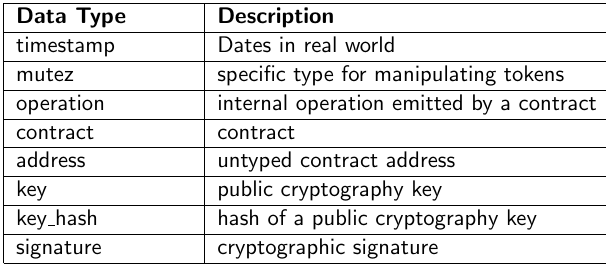 Data Type Description
timestamp Dates in real world
mutez specific type for manipulating tokens
operation internal operation emitted by a contract
contract contract
address untyped contract address
key public cryptography key
key_hash hash of a public cryptography key
signature cryptographic signature